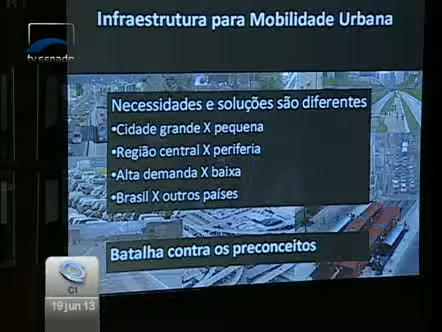 Infraestrutura para Mobilidade Urbana
tv senado
Necessidades e soluções são diferentes
•Cidade grande X pequena
•Região central X periferia
•Alta demanda X baixa
•Brasil X outros países
Batalha contra os preconceitos
CI
19 jun 13